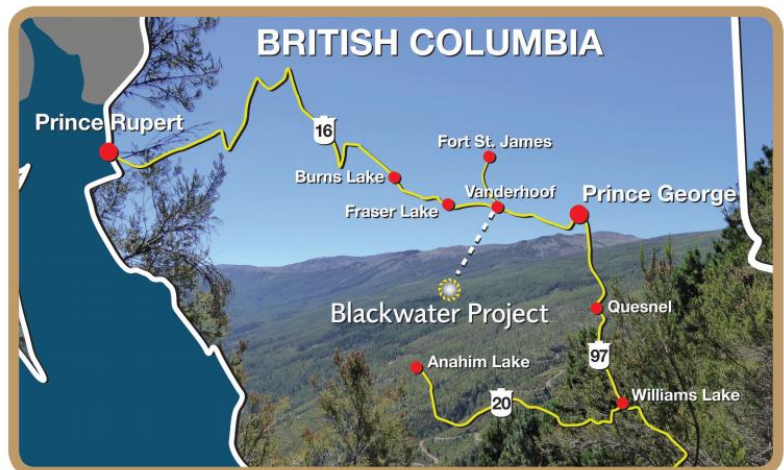 BRITISH COLUMBIA
Prince Rupert
16
Fort St. James
Burns Lake
Vanderhoof
Prince George
Fraser Lake
Blackwater Project
Quesnel
97
Anahim Lake
20
Williams Lake